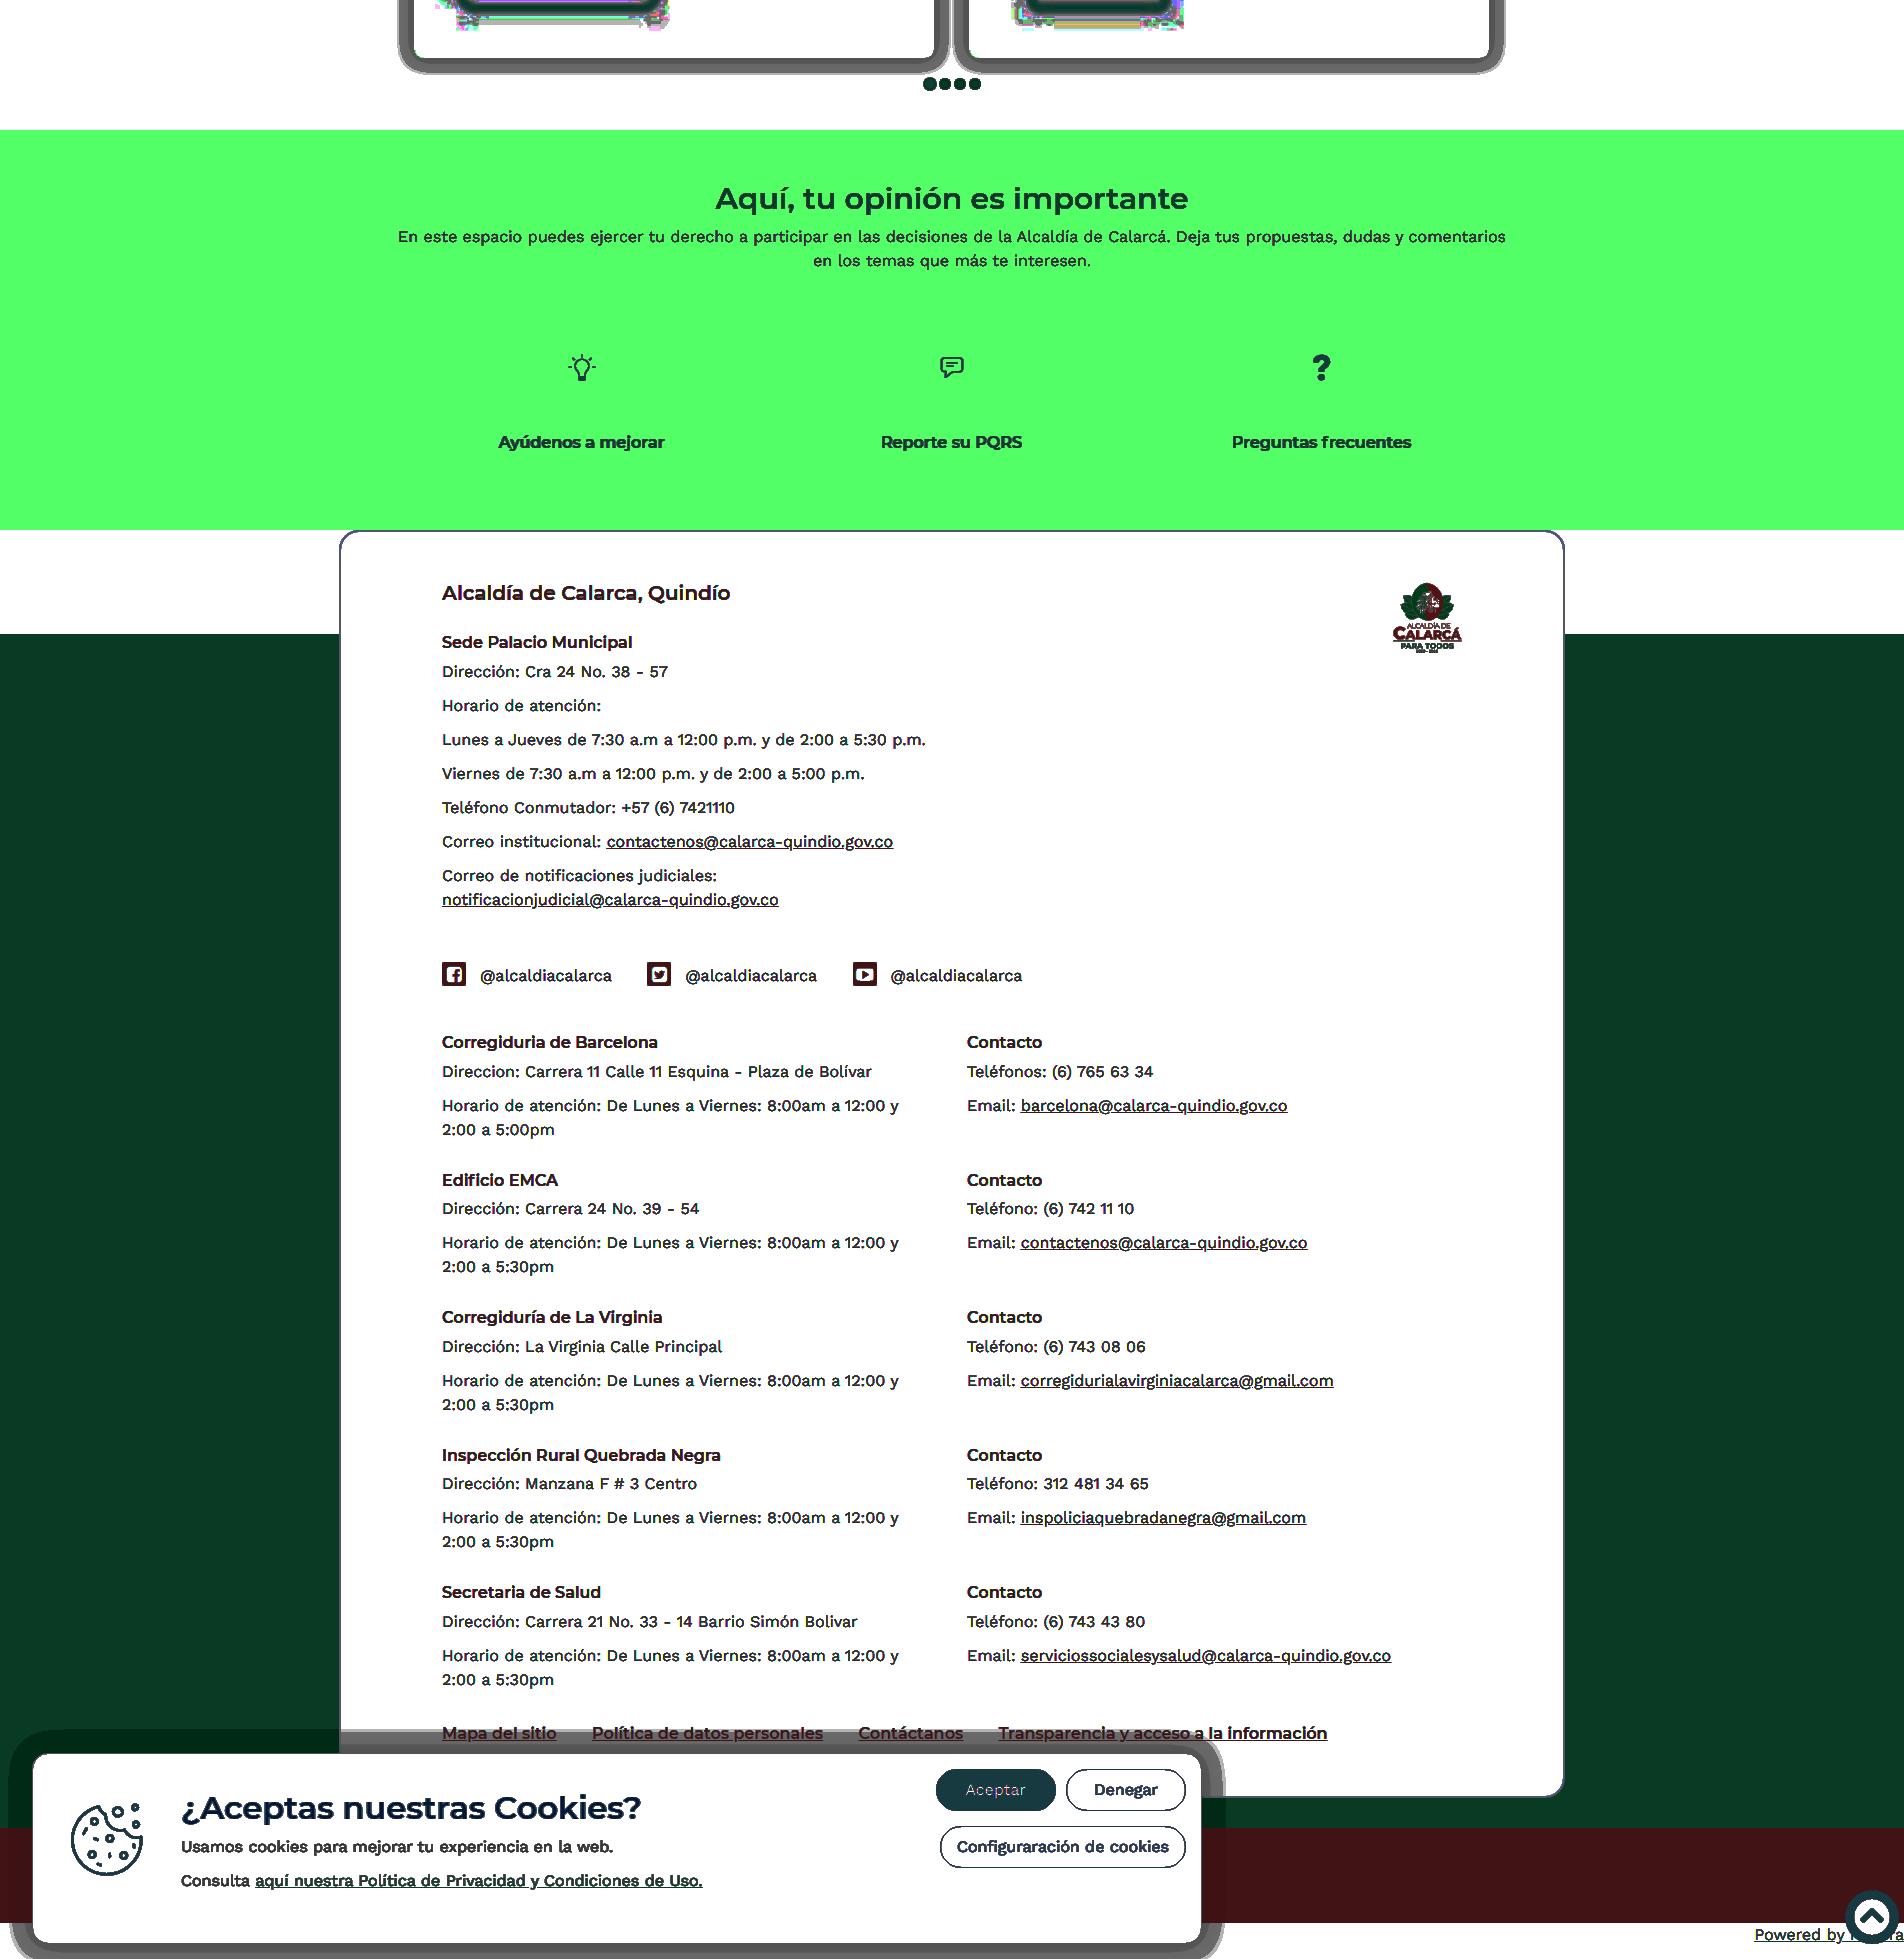 Aquí, tu opinión es importante
En este espacio puedes ejercer tu derecho a participar en las decisiones de la Alcaldía de Calarcá. Deja tus propuestas, dudas y comentarios
en los temas que más te interesen.
Ayúdenos a mejorar
Reporte su PQRS
Preguntas frecuentes
Alcaldía de Calarca, Quindío
ALCALDÍA DE
CALARCÁ
PARA TODOS
Sede Palacio Municipal
Dirección: Cra 24 No. 38 - 57
Horario de atención:
Lunes a Jueves de 7:30 a.m a 12:00 p.m. y de 2:00 a 5:30 p.m.
Viernes de 7:30 a.m a 12:00 p.m. y de 2:00 a 5:00 p.m.
Teléfono Conmutador: +57 (6) 7421110
Correo institucional: contactenos@calarca-quindio.gov.co
Correo de notificaciones judiciales:
notificacionjudicial@calarca-quindio.gov.co
@alcaldiacalarca @alcaldiacalarca @alcaldiacalarca
Corregiduria de Barcelona
Direccion: Carrera 11 Calle 11 Esquina - Plaza de Bolívar
Horario de atención: De Lunes a Viernes: 8:00am a 12:00 y
2:00 a 5:00pm
Contacto
Teléfonos: (6) 765 63 34
Email: barcelona@calarca-quindio.gov.co
Edificio EMCA
Dirección: Carrera 24 No. 39 - 54
Horario de atención: De Lunes a Viernes: 8:00am a 12:00 y
2:00 a 5:30pm
Contacto
Teléfono: (6) 742 11 10
Email: contactenos@calarca-quindio.gov.co
Corregiduría de La Virginia
Dirección: La Virginia Calle Principal
Horario de atención: De Lunes a Viernes: 8:00am a 12:00 y
2:00 a 5:30pm
Contacto
Teléfono: (6) 743 08 06
Email: corregidurialavirginiacalarca@gmail.com
Inspección Rural Quebrada Negra
Dirección: Manzana F # 3 Centro
Horario de atención: De Lunes a Viernes: 8:00am a 12:00 y
2:00 a 5:30pm
Contacto
Teléfono: 312 481 34 65
Email: inspoliciaquebradanegra@gmail.com
Secretaria de Salud
Dirección: Carrera 21 No. 33 - 14 Barrio Simón Bolivar
Horario de atención: De Lunes a Viernes: 8:00am a 12:00 y
2:00 a 5:30pm
Contacto
Teléfono: (6) 743 43 80
Email: serviciossocialesysalud@calarca-quindio.gov.co
Mapa del sitio Política de datos personales Contáctanos Transparencia y acceso a la información
¿Aceptas nuestras Cookies?
Usamos cookies para mejorar tu experiencia en la web.
Consulta aquí nuestra Política de Privacidad y Condiciones de Uso.
Aceptar
Denegar
Configuraración de cookies
Powered by